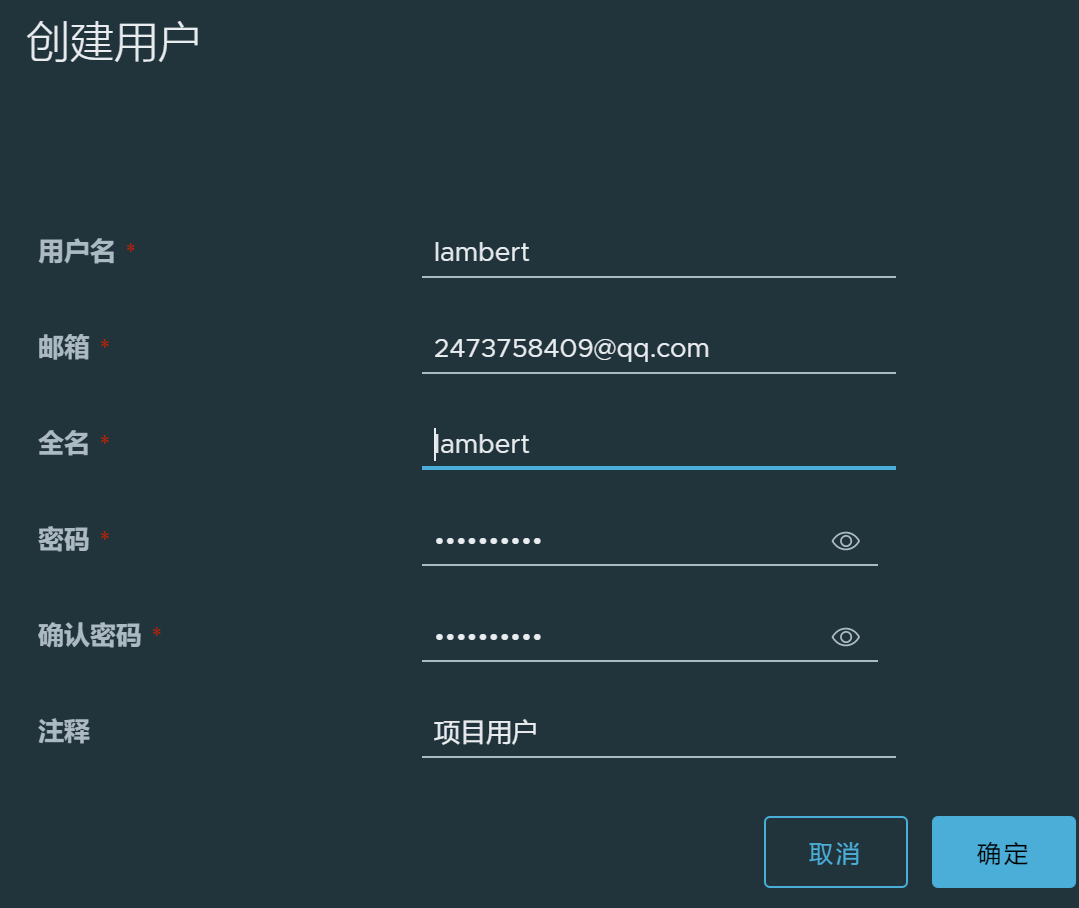 创建用户
用户名 * lambert
邮箱 * 2473758409@qq.com
全名 * lambert
密码 * ••••••••••
确认密码 * ••••••••••
注释 项目用户
取消 确定